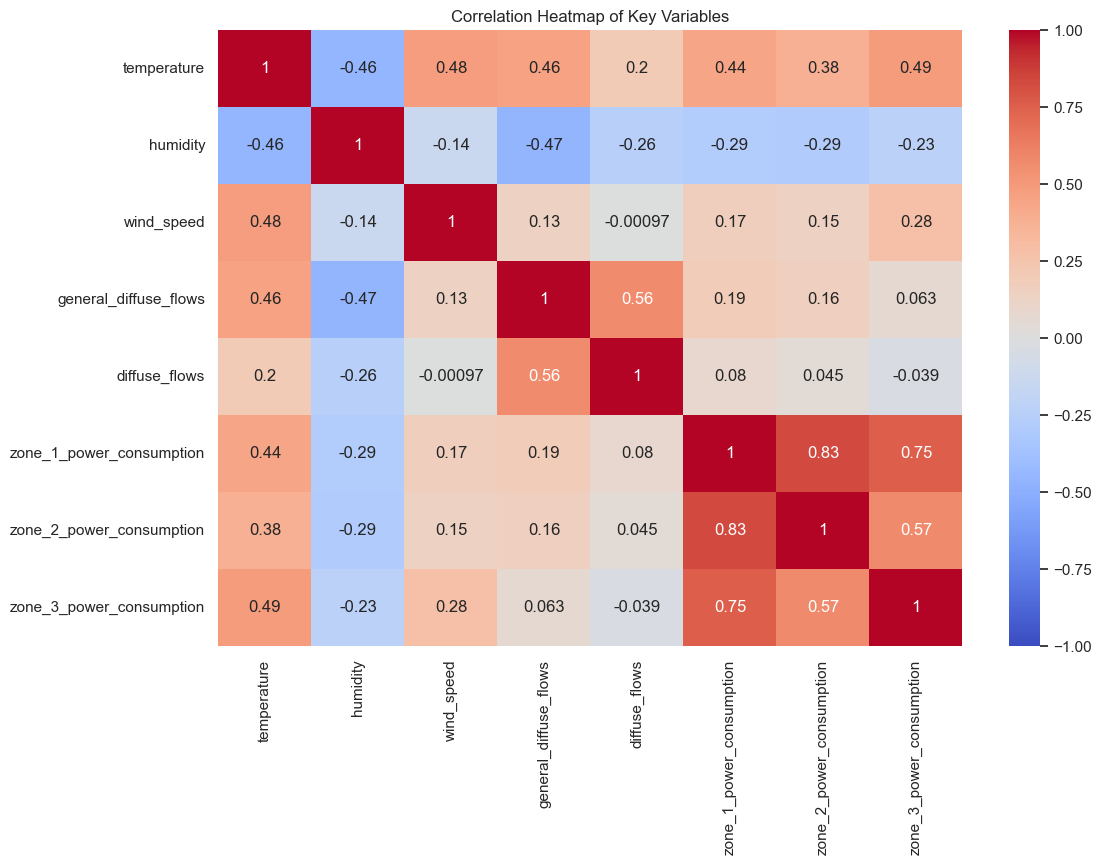 Correlation Heatmap of Key Variables
temperature 1 -0.46 0.48 0.46 0.2 0.44 0.38 0.49
humidity -0.46 1 -0.14 -0.47 -0.26 -0.29 -0.29 -0.23
wind_speed 0.48 -0.14 1 0.13 -0.00097 0.17 0.15 0.28
general_diffuse_flows 0.46 -0.47 0.13 1 0.56 0.19 0.16 0.063
diffuse_flows 0.2 -0.26 -0.00097 0.56 1 0.08 0.045 -0.039
zone_1_power_consumption 0.44 -0.29 0.17 0.19 0.08 1 0.83 0.75
zone_2_power_consumption 0.38 -0.29 0.15 0.16 0.045 0.83 1 0.57
zone_3_power_consumption 0.49 -0.23 0.28 0.063 -0.039 0.75 0.57 1
temperature
humidity
wind_speed
general_diffuse_flows
diffuse_flows
zone_1_power_consumption
zone_2_power_consumption
zone_3_power_consumption
1.00
0.75
0.50
0.25
0.00
−0.25
−0.50
−0.75
−1.00